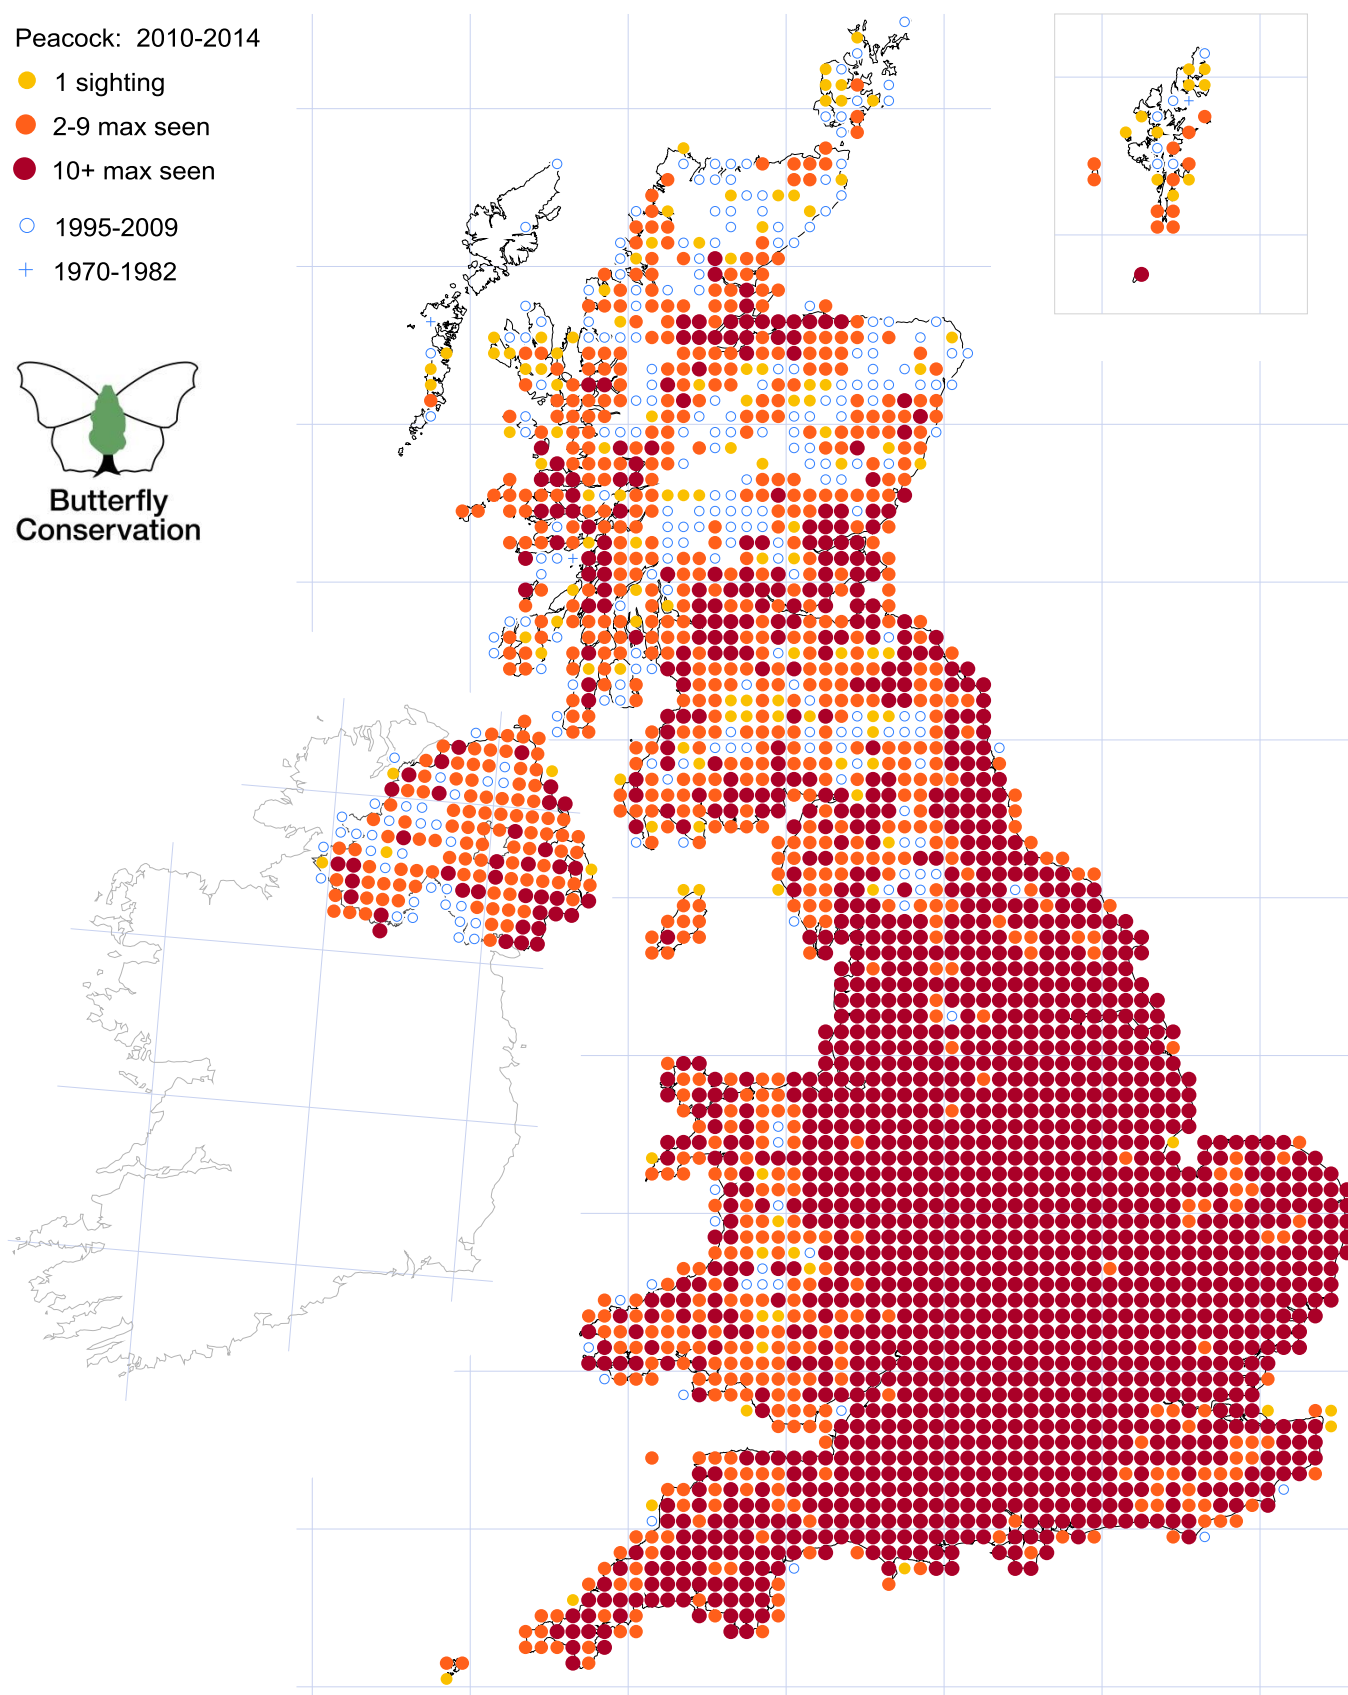 Peacock: 2010-2014
1 sighting
2-9 max seen
10+ max seen
1995-2009
1970-1982
Butterfly
Conservation